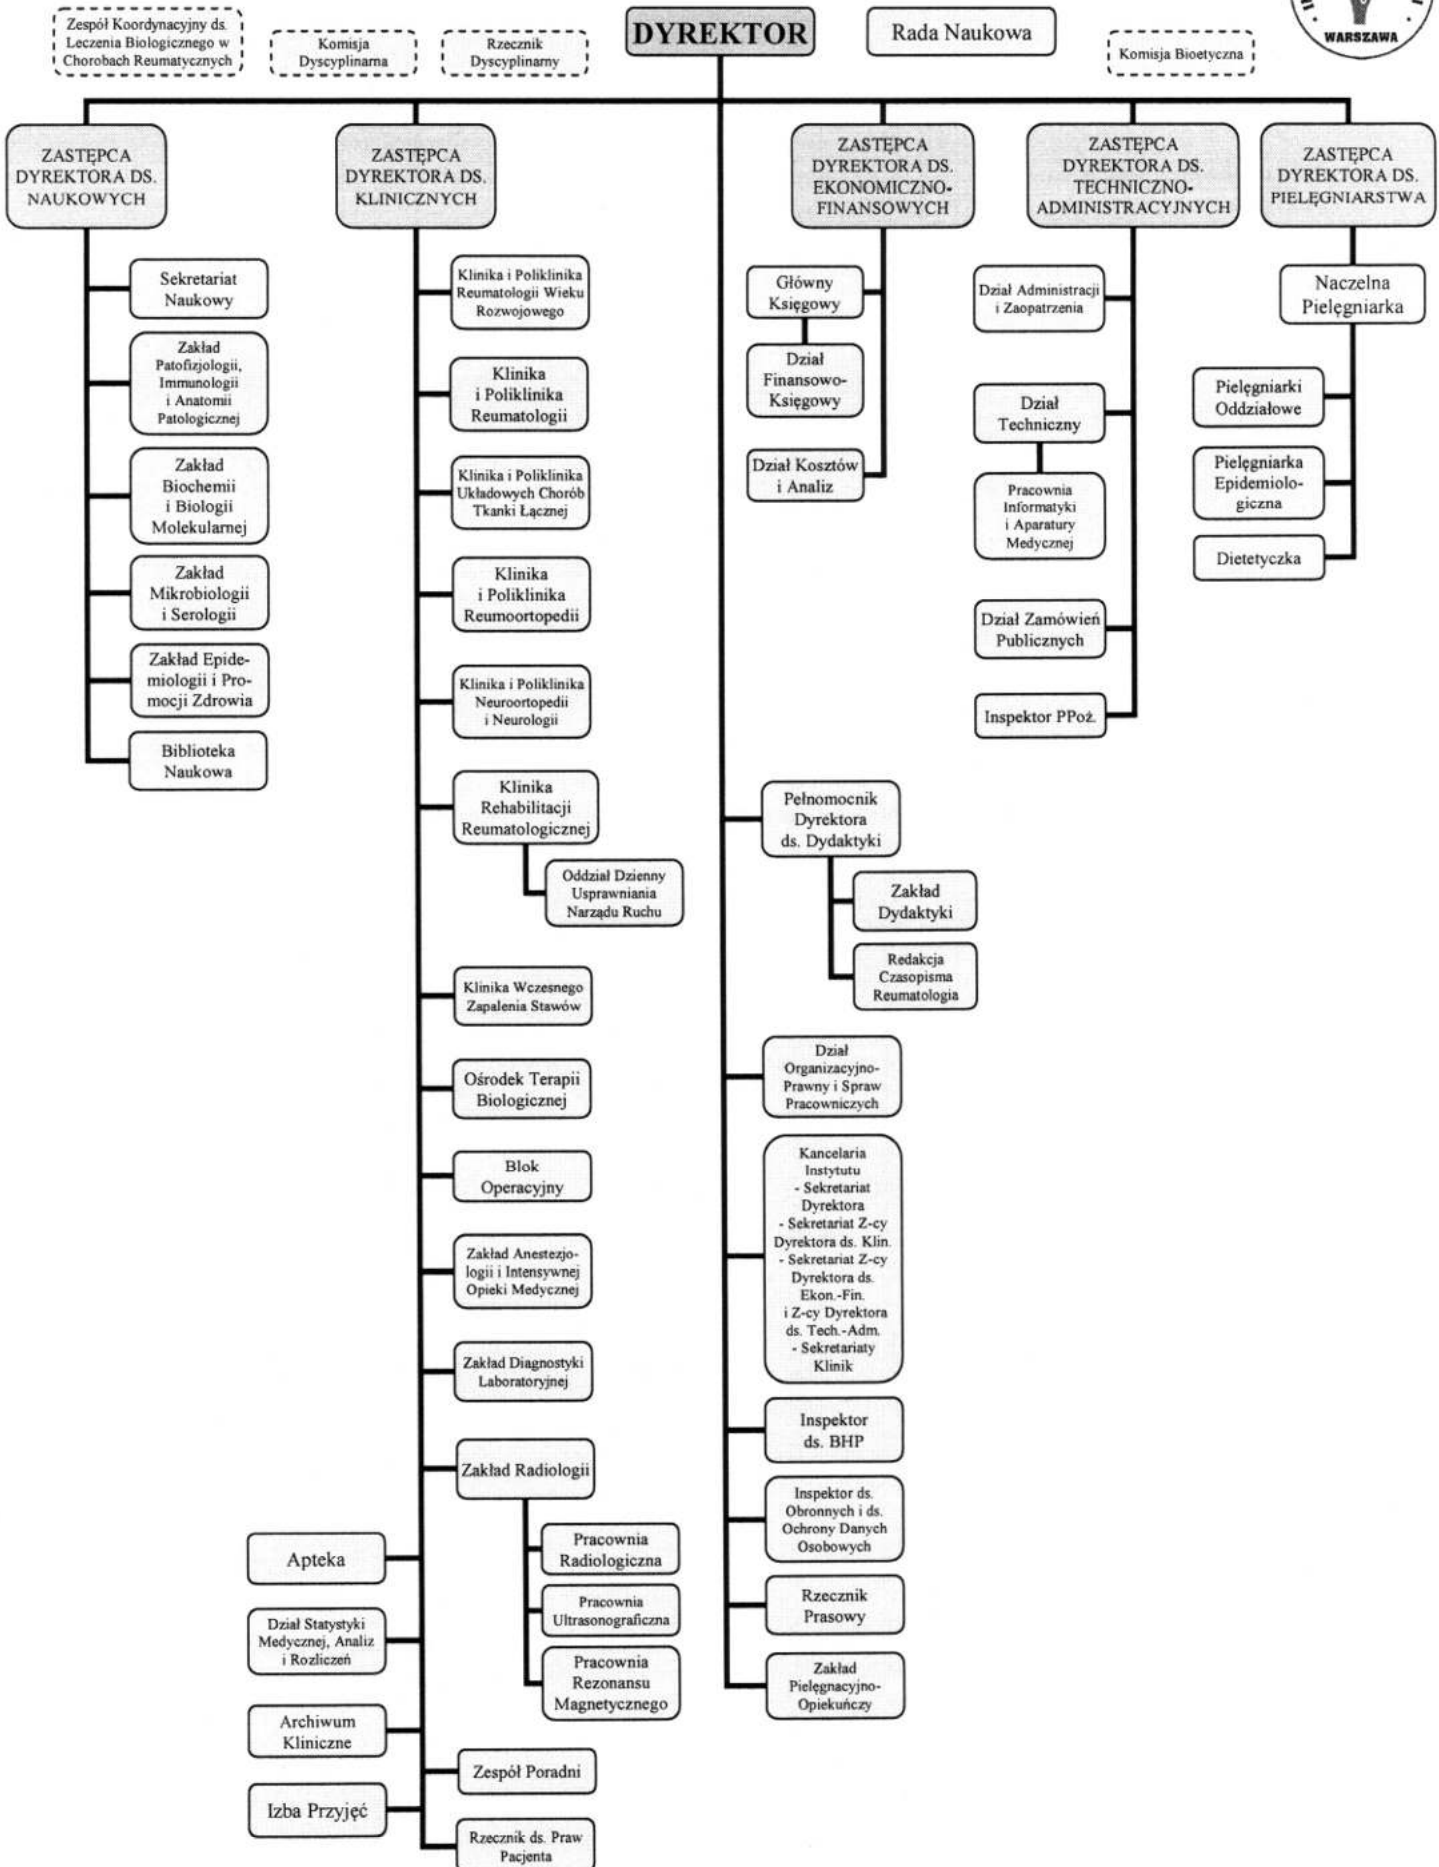 Zespół Koordynacyjny ds.
Leczenia Biologicznego w
Chorobach Reumatycznych
Komisja
Dyscyplinarna
Rzecznik
Dyscyplinarny
DYREKTOR
Rada Naukowa
Komisja Bioetyczna
WARSZAWA
ZASTĘPCA
DYREKTORA DS.
NAUKOWYCH
ZASTĘPCA
DYREKTORA DS.
KLINICZNYCH
ZASTĘPCA
DYREKTORA DS.
EKONOMICZNO-
FINANSOWYCH
ZASTĘPCA
DYREKTORA DS.
TECHNICZNO-
ADMINISTRACYJNYCH
ZASTĘPCA
DYREKTORA DS.
PIELĘGNIARSTWA
Sekretariat
Naukowy
Zakład
Patofizjologii,
Immunologii
i Anatomii
Patologicznej
Zakład
Biochemii
i Biologii
Molekularnej
Zakład
Mikrobiologii
i Serologii
Zakład Epide-
miologii i Pro-
mocji Zdrowia
Biblioteka
Naukowa
Klinika i Poliklinika
Reumatologii Wieku
Rozwojowego
Klinika
i Poliklinika
Reumatologii
Klinika i Poliklinika
Układowych Chorób
Tkanki Łącznej
Klinika
i Poliklinika
Reumoortopedii
Klinika i Poliklinika
Neuroortopedii
i Neurologii
Klinika
Rehabilitacji
Reumatologicznej
Oddział Dzienny
Usprawniania
Narządu Ruchu
Klinika Wczesnego
Zapalenia Stawów
Ośrodek Terapii
Biologicznej
Blok
Operacyjny
Zakład Anestezjo-
logii i Intensywnej
Opieki Medycznej
Zakład Diagnostyki
Laboratoryjnej
Zakład Radiologii
Pracownia
Radiologiczna
Pracownia
Ultrasonograficzna
Pracownia
Rezonansu
Magnetycznego
Apteka
Dział Statystyki
Medycznej, Analiz
i Rozliczeń
Archiwum
Kliniczne
Zespół Poradni
Izba Przyjęć
Rzecznik ds. Praw
Pacjenta
Główny
Księgowy
Dział
Finansowo-
Księgowy
Dział Kosztów
i Analiz
Dział Administracji
i Zaopatrzenia
Dział
Techniczny
Pracownia
Informatyki
i Aparatury
Medycznej
Dział Zamówień
Publicznych
Inspektor PPoż.
Naczelna
Pielęgniarka
Pielęgniarki
Oddziałowe
Pielęgniarka
Epidemiolo-
giczna
Dietetyczka
Pełnomocnik
Dyrektora
ds. Dydaktyki
Zakład
Dydaktyki
Redakcja
Czasopisma
Reumatologia
Dział
Organizacyjno-
Prawny i Spraw
Pracowniczych
Kancelaria
Instytutu
- Sekretariat
Dyrektora
- Sekretariat Z-cy
Dyrektora ds. Klin.
- Sekretariat Z-cy
Dyrektora ds.
Ekon.-Fin.
i Z-cy Dyrektora
ds. Tech.-Adm.
- Sekretariaty
Klinik
Inspektor
ds. BHP
Inspektor ds.
Obronnych i ds.
Ochrony Danych
Osobowych
Rzecznik
Prasowy
Zakład
Pielęgnacyjno-
Opiekuńczy